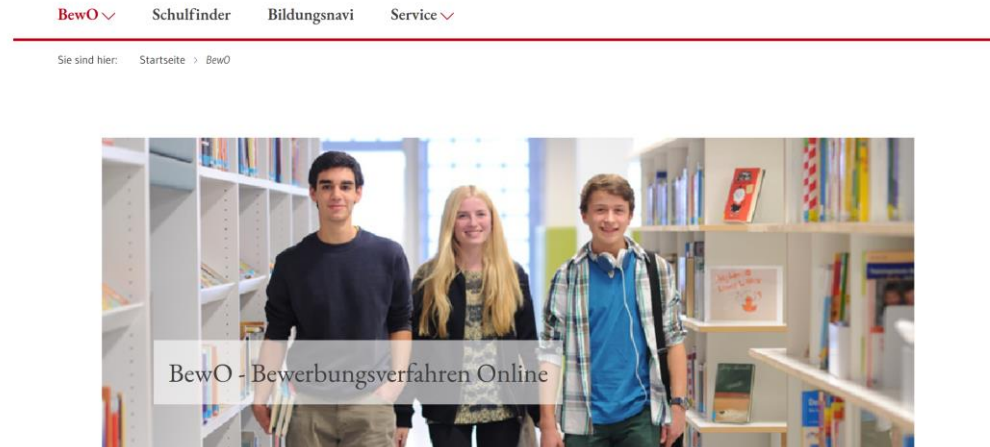 BewO Schulfinder Bildungsnavi Service
Sie sind hier: Startseite > BewO
BewO - Bewerbungsverfahren Online